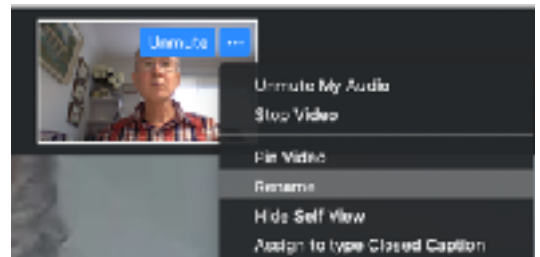 Unmute ...
Unmute My Audio
Stop Video
Pin Video
Rename
Hide Self View
Assign to type Closed Caption